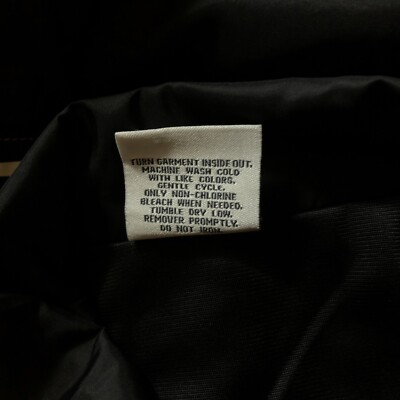 TURN GARMENT INSIDE OUT.
MACHINE WASH COLD
WITH LIKE COLORS.
GENTLE CYCLE.
ONLY NON-CHLORINE
BLEACH WHEN NEEDED.
TUMBLE DRY LOW.
REMOVER PROMPTLY.
DO NOT IRON.